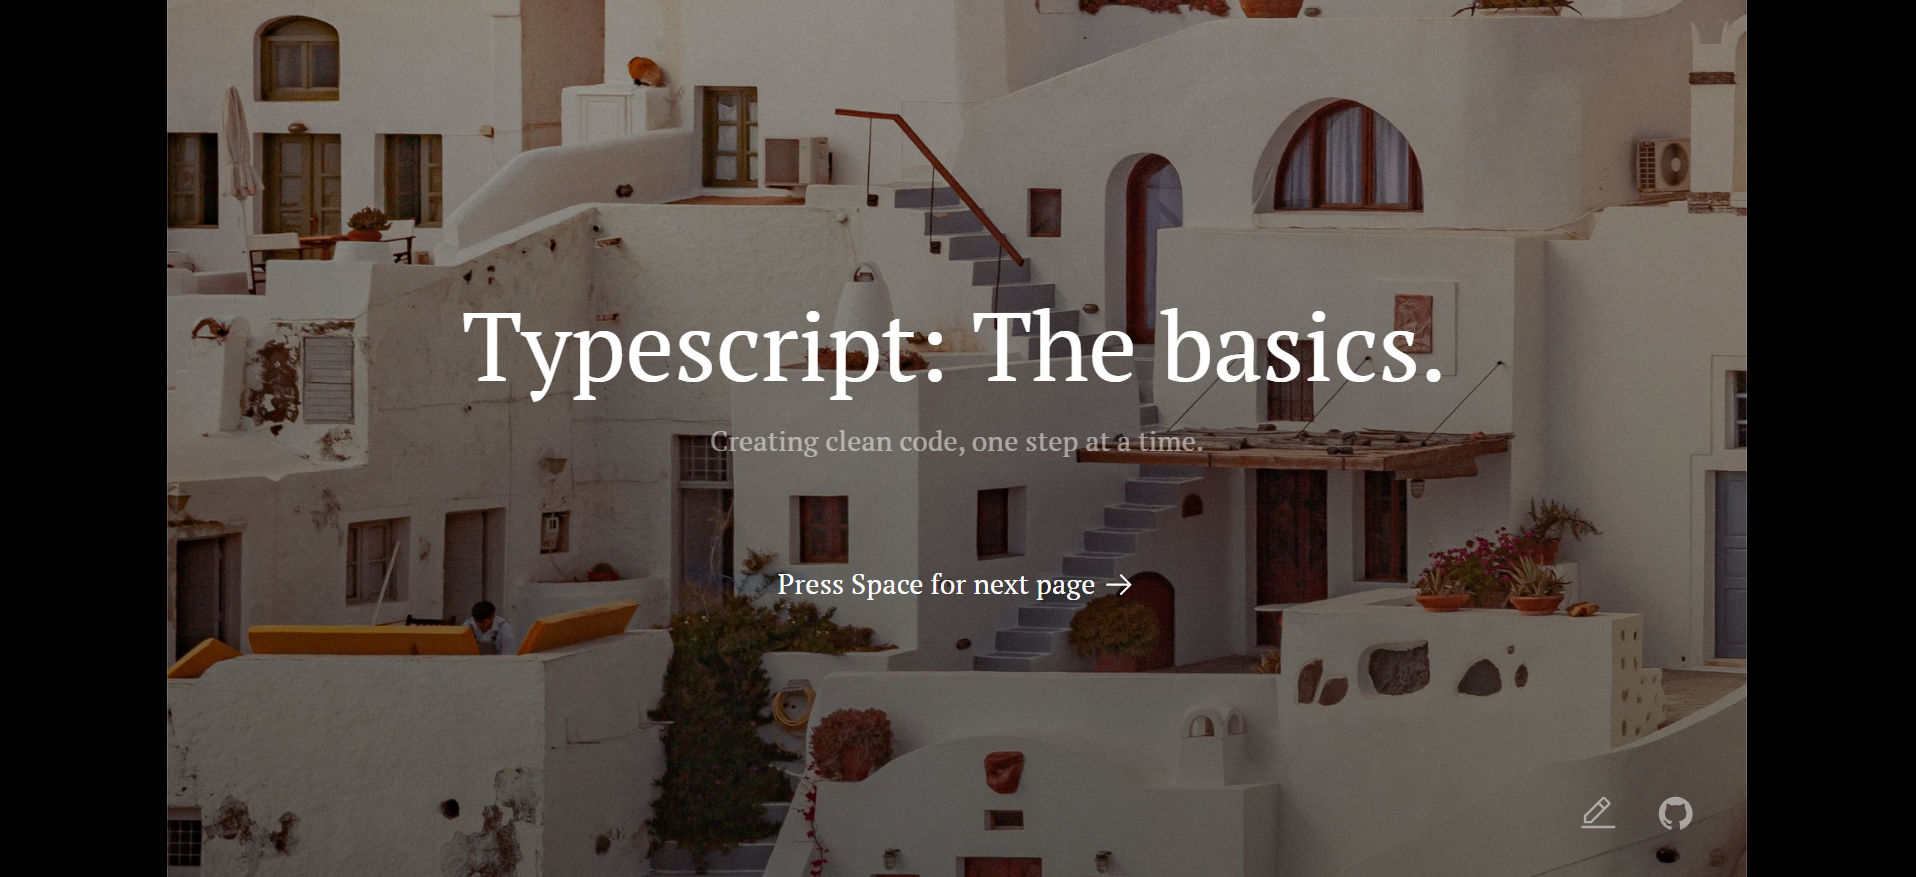 Typescript: The basics.
Creating clean code, one step at a time.
Press Space for next page